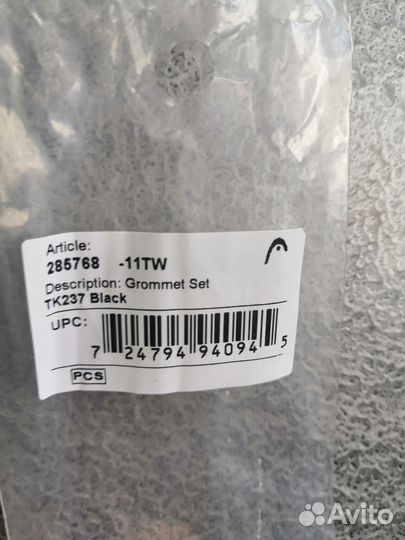 Article:
285768 -11TW
Description: Grommet Set
TK237 Black
UPC:
7 24794 94094 5
PCS
Avito